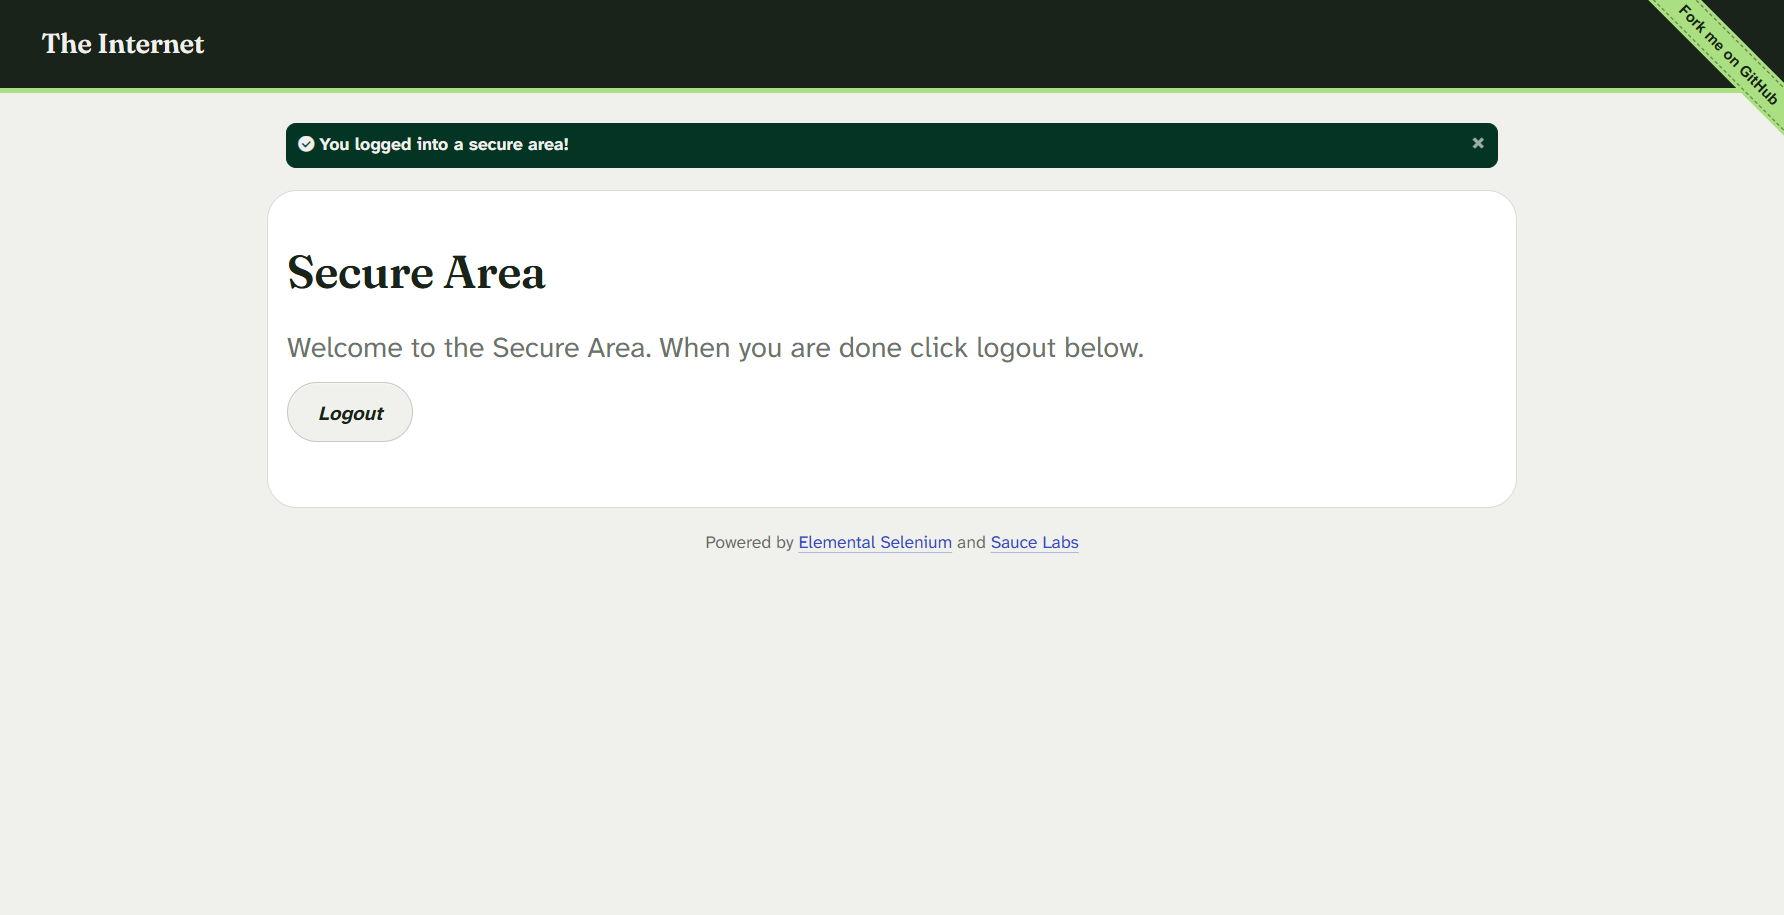 The Internet
Fork me on GitHub
You logged into a secure area!
Secure Area
Welcome to the Secure Area. When you are done click logout below.
Logout
Powered by Elemental Selenium and Sauce Labs